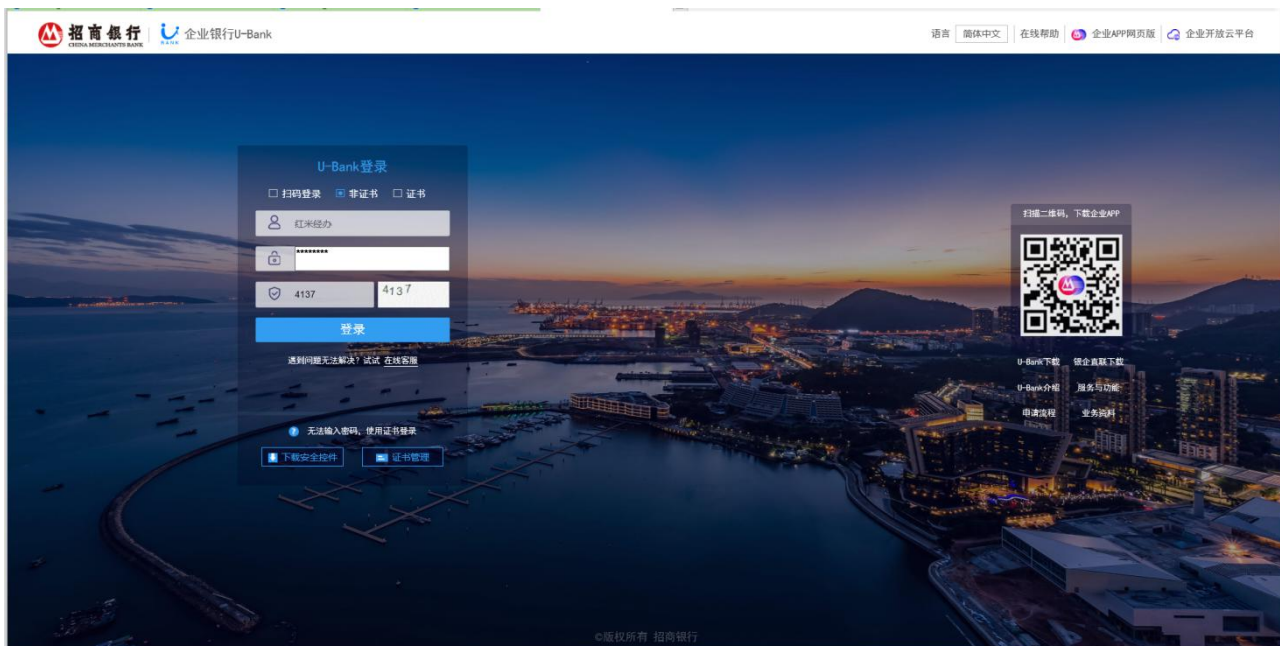 招商银行 CHINA MERCHANTS BANK BANK 企业银行U-Bank 语言 简体中文 在线帮助 企业APP网页版 企业开放云平台
U-Bank登录
扫码登录 非证书 证书
红米经办
********
4137 4137
登录
遇到问题无法解决?试试 在线客服
无法输入密码,使用证书登录
下载安全控件 证书管理
扫描二维码,下载企业APP
U-Bank下载 银企直联下载
U-Bank介绍 服务与功能
申请流程 业务资料
©版权所有 招商银行